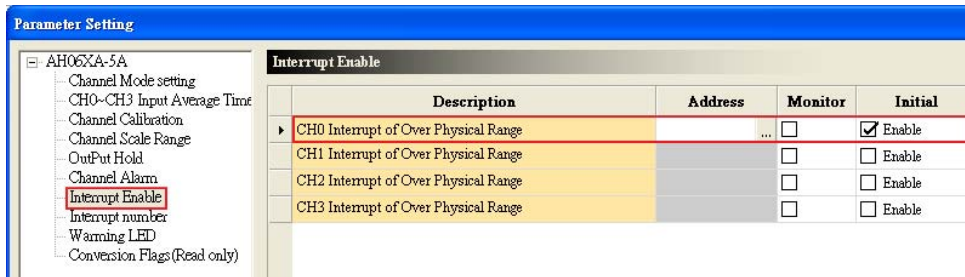 Parameter Setting
AH06XA-5A
Channel Mode setting
CH0~CH3 Input Average Time
Channel Calibration
Channel Scale Range
OutPut Hold
Channel Alarm
Interrupt Enable
Interrupt number
Warming LED
Conversion Flags(Read only)
Interrupt Enable
Description Address Monitor Initial
CH0 Interrupt of Over Physical Range ... Enable
CH1 Interrupt of Over Physical Range Enable
CH2 Interrupt of Over Physical Range Enable
CH3 Interrupt of Over Physical Range Enable